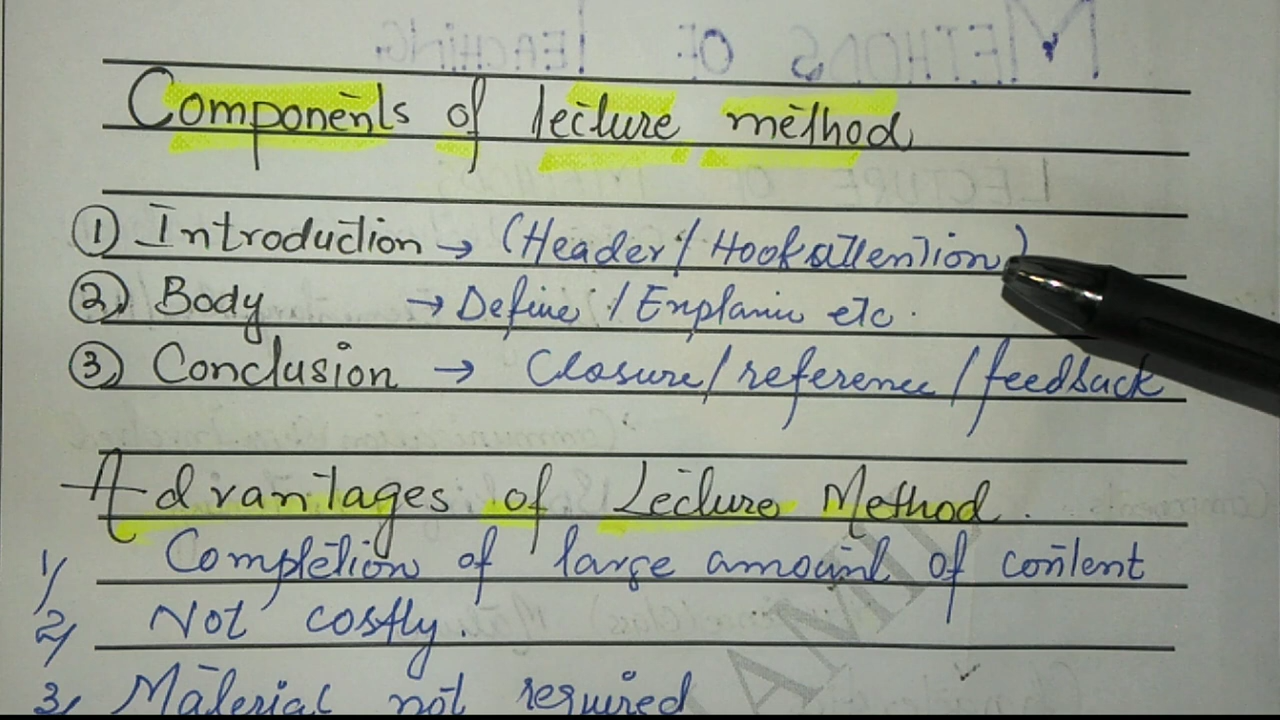 Components of lecture method
① Introduction → (Header / Hook attention)
② Body → Define / Explain etc.
③ Conclusion → Closure / reference / feedback
Advantages of Lecture Method.
1/ Completion of large amount of content
2/ Not costly.
3/ Material not required